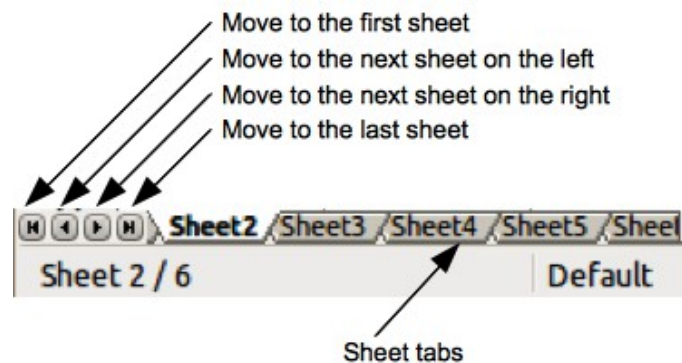 Move to the first sheet
Move to the next sheet on the left
Move to the next sheet on the right
Move to the last sheet
Sheet2 Sheet3 Sheet4 Sheet5 Sheet
Sheet 2 / 6 Default
Sheet tabs